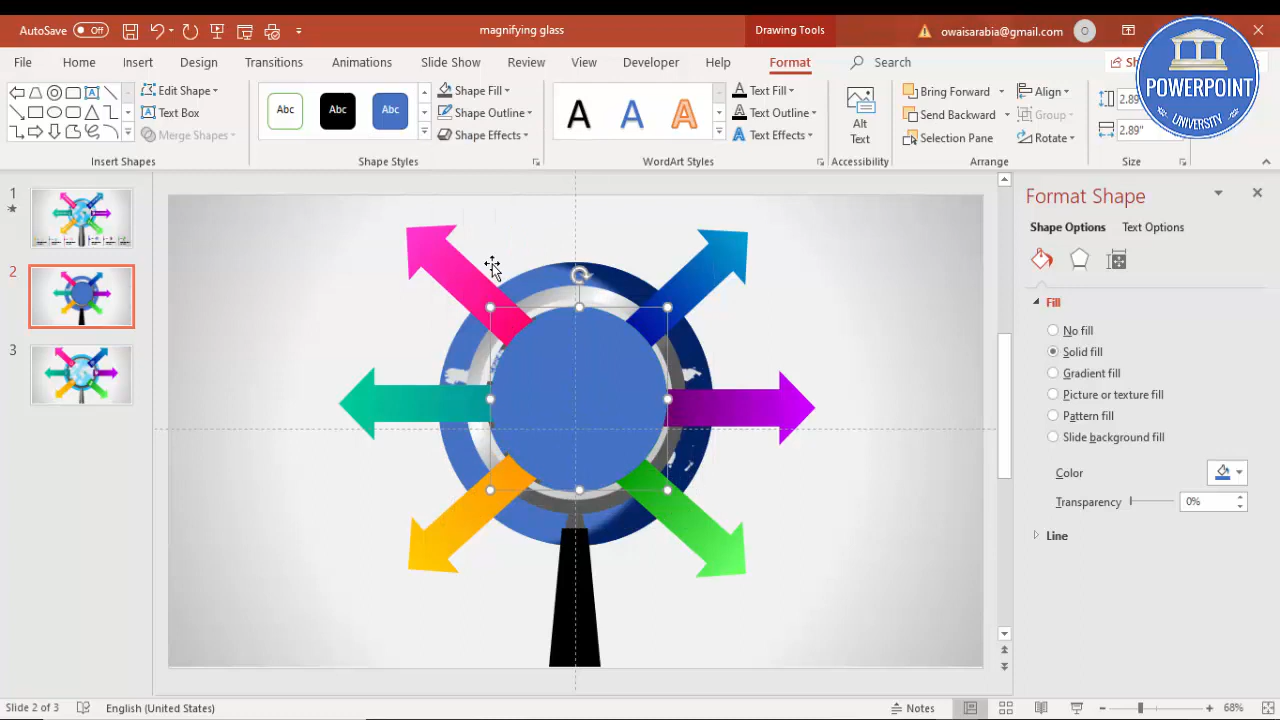 AutoSave Off
magnifying glass
Drawing Tools
owaisarabia@gmail.com O
File Home Insert Design Transitions Animations Slide Show Review View Developer Help Format Search
Edit Shape
Text Box
Merge Shapes
Insert Shapes
Abc Abc Abc
Shape Fill
Shape Outline
Shape Effects
Shape Styles
A A A
Text Fill
Text Outline
Text Effects
WordArt Styles
Alt
Text
Accessibility
Bring Forward
Send Backward
Selection Pane
Align
Group
Rotate
Arrange
2.89"
2.89"
Size
POWERPOINT
UNIVERSITY
1
2
3
Format Shape
Shape Options Text Options
Fill
No fill
Solid fill
Gradient fill
Picture or texture fill
Pattern fill
Slide background fill
Color
Transparency 0%
Line
Slide 2 of 3 English (United States) Notes 68%